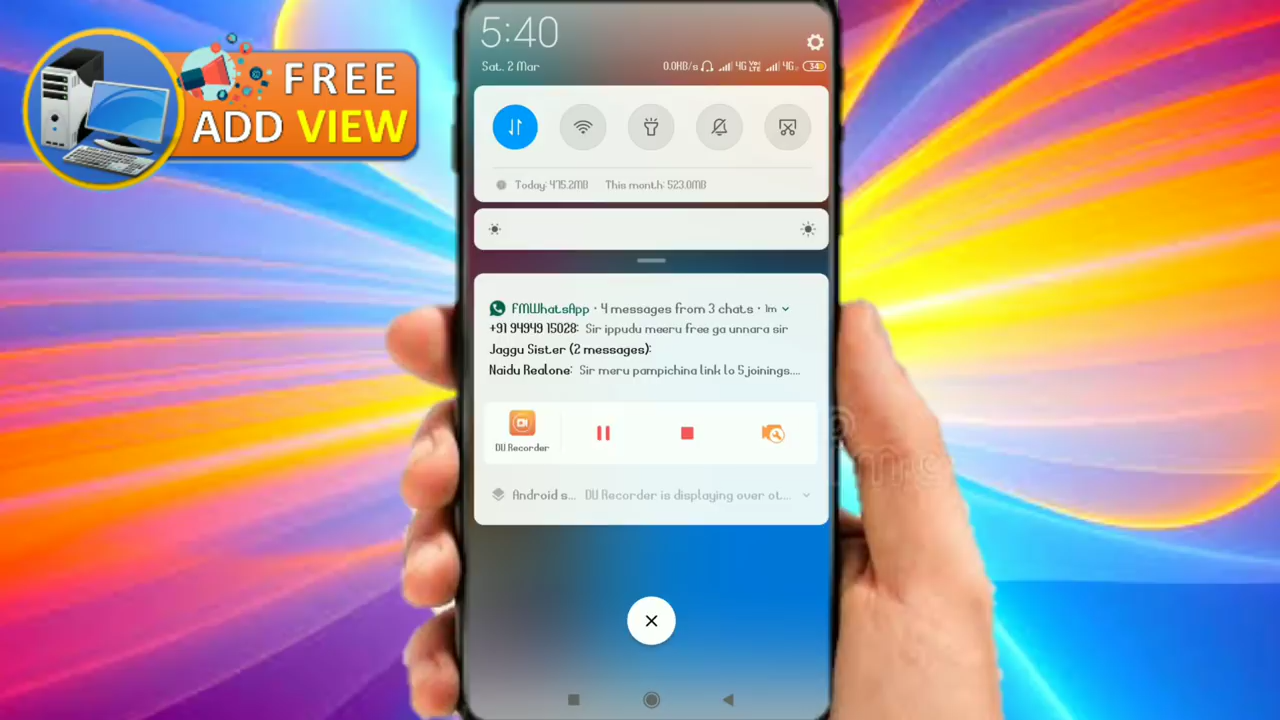 FREE
ADD VIEW
5:40
Sat. 2 Mar
0.0KB/s 4G Vo LTE 4G 34
Today: 475.2MB This month: 523.0MB
FMWhatsApp · 4 messages from 3 chats · 1m
+91 94949 15028: Sir ippudu meeru free ga unnara sir
Jaggu Sister (2 messages):
Naidu Realone: Sir meru pampichina link lo 5 joinings....
DU Recorder
Android s... DU Recorder is displaying over ot....